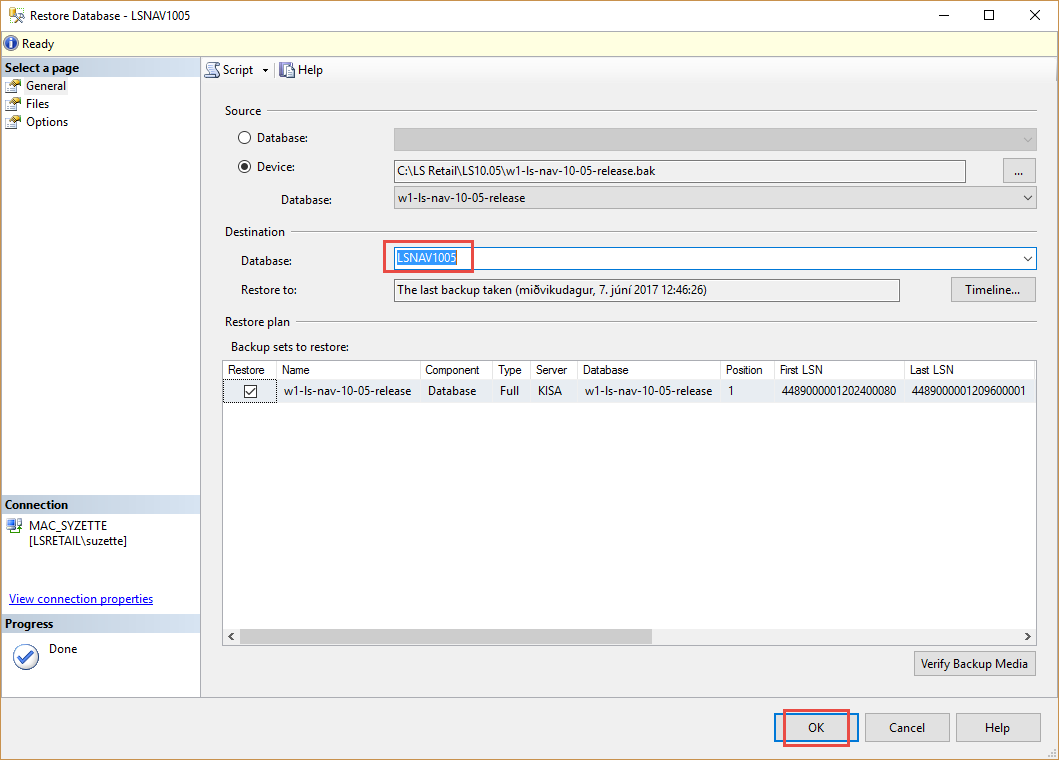 Restore Database - LSNAV1005
Ready
Select a page
General
Files
Options
Script
Help
Source
Database:
Device:
C:\LS Retail\LS10.05\w1-ls-nav-10-05-release.bak
...
Database:
w1-ls-nav-10-05-release
Destination
Database:
LSNAV1005
Restore to:
The last backup taken (miðvikudagur, 7. júní 2017 12:46:26)
Timeline...
Restore plan
Backup sets to restore:
Restore Name Component Type Server Database Position First LSN Last LSN
w1-ls-nav-10-05-release Database Full KISA w1-ls-nav-10-05-release 1 4489000001202400080 4489000001209600001
Connection
MAC_SYZETTE
[LSRETAIL\suzette]
View connection properties
Progress
Done
Verify Backup Media
OK
Cancel
Help